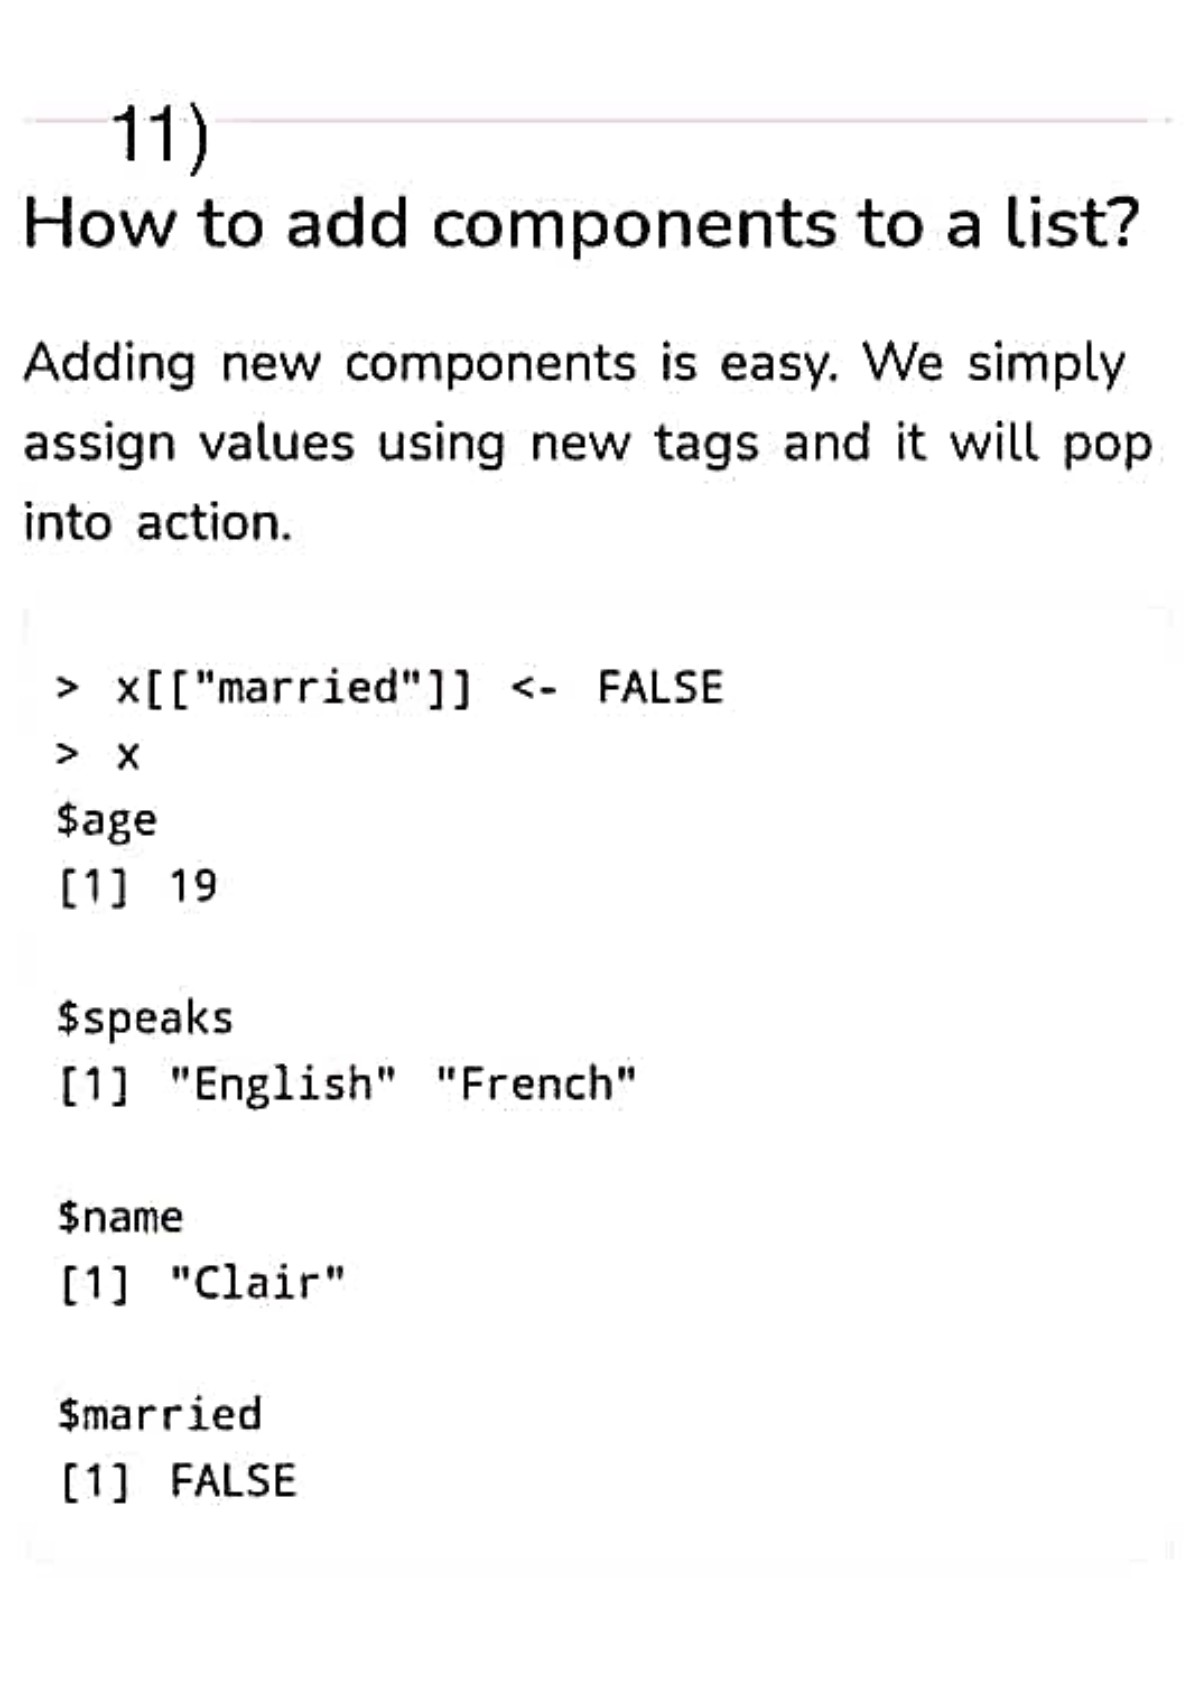 11)
How to add components to a list?
Adding new components is easy. We simply
assign values using new tags and it will pop
into action.
> x[["married"]] <- FALSE
> x
$age
[1] 19
$speaks
[1] "English" "French"
$name
[1] "Clair"
$married
[1] FALSE